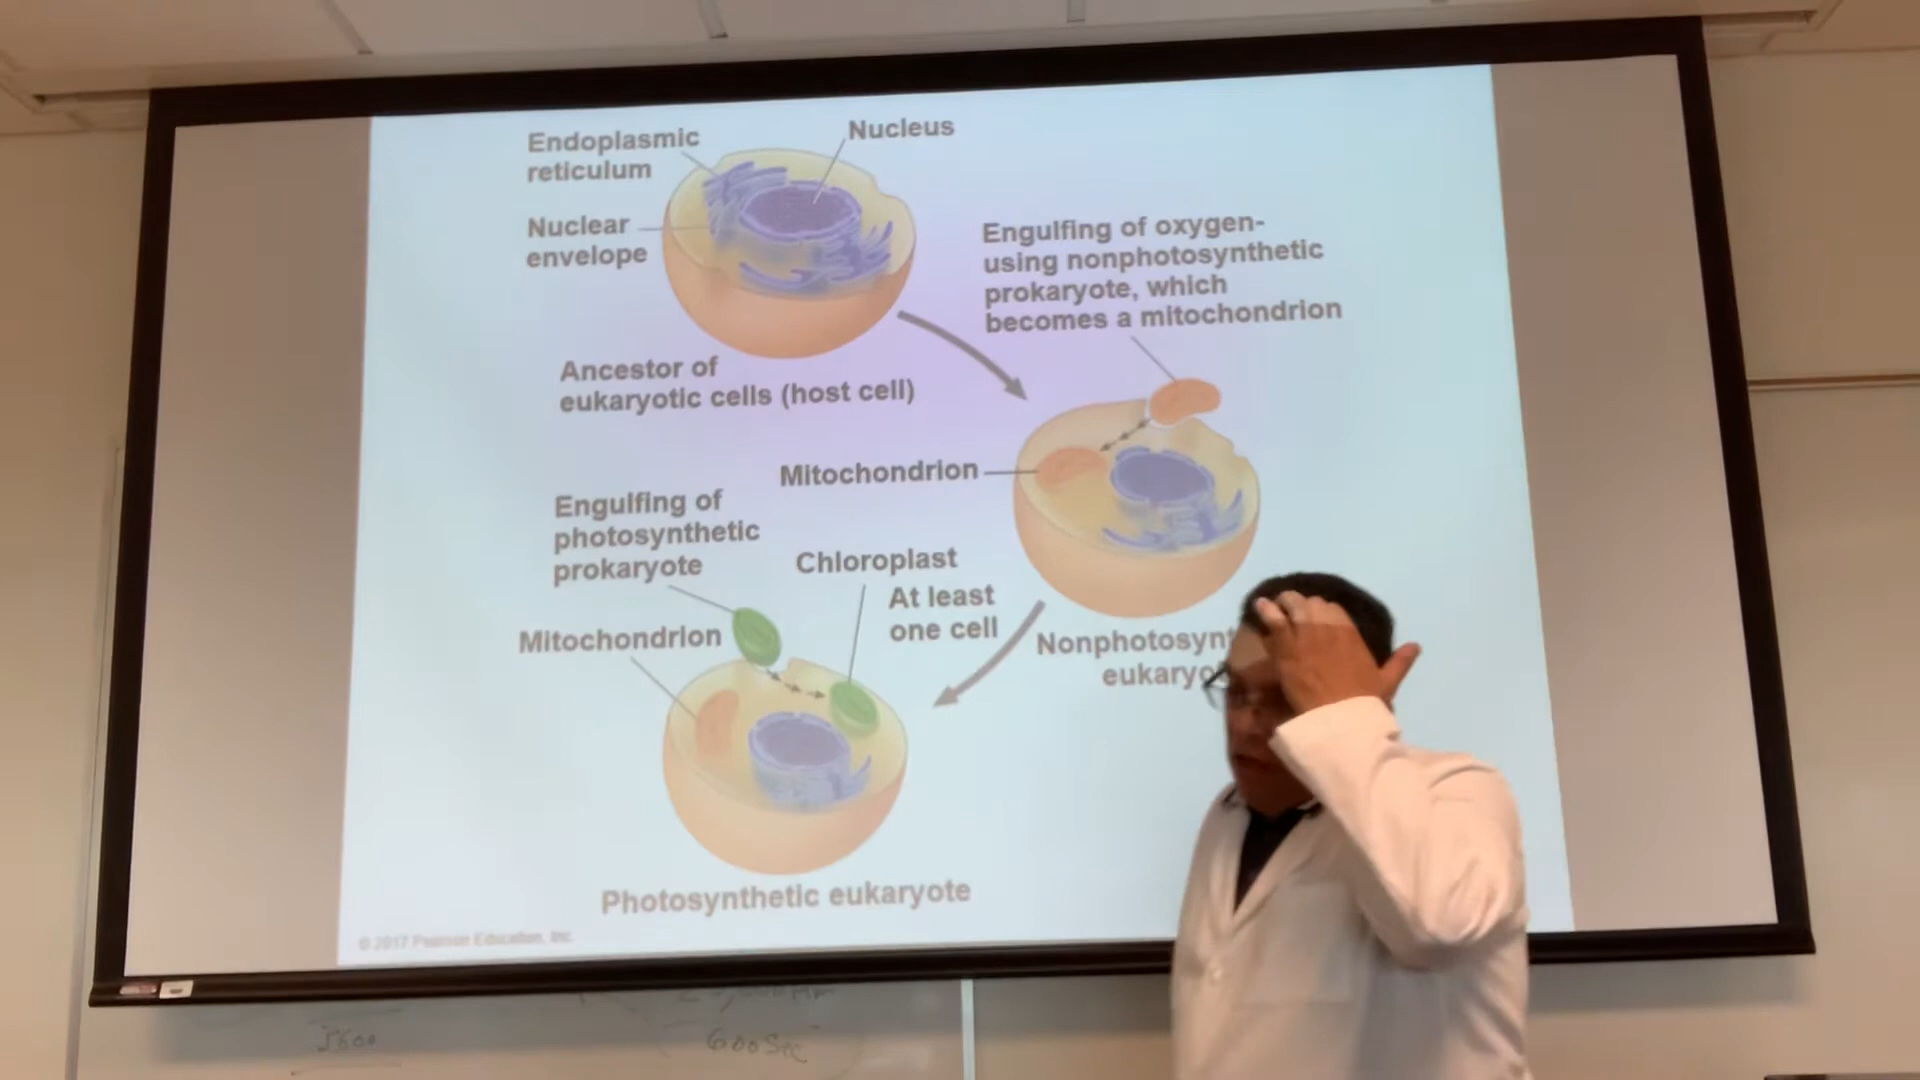 Endoplasmic
reticulum
Nucleus
Nuclear
envelope
Engulfing of oxygen-
using nonphotosynthetic
prokaryote, which
becomes a mitochondrion
Ancestor of
eukaryotic cells (host cell)
Mitochondrion
Engulfing of
photosynthetic
prokaryote
Chloroplast
At least
one cell
Mitochondrion
Nonphotosynt
eukaryo
Photosynthetic eukaryote
© 2017 Pearson Education, Inc.
600 Sec